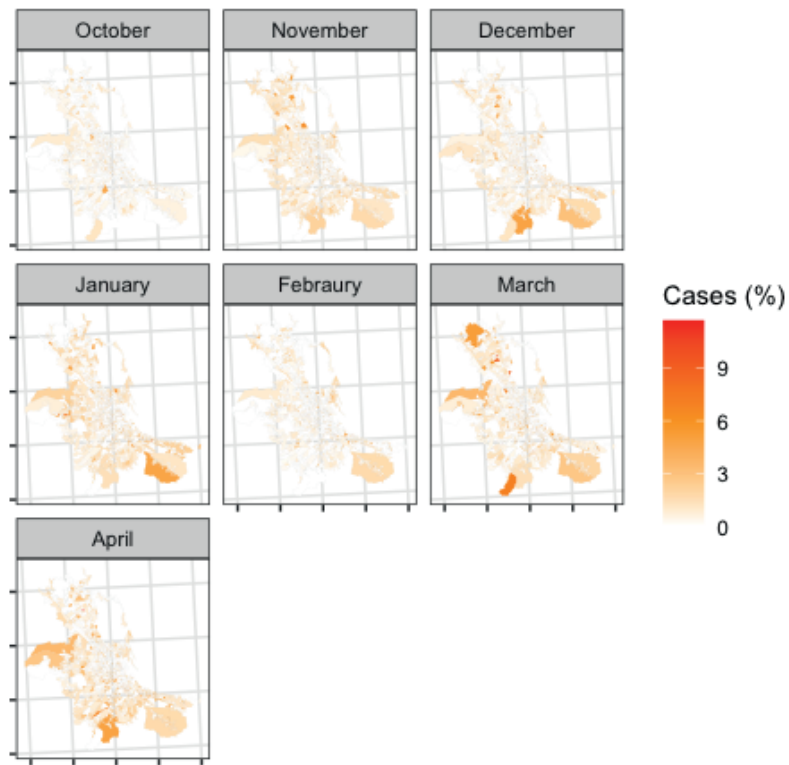 October
November
December
January
Febraury
March
Cases (%)
9
6
3
0
April